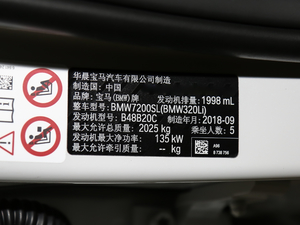 华晨宝马汽车有限公司制造
制造国：中国
品牌：宝马(BMW)牌 发动机排量：1998 mL
整车型号：BMW7200SL(BMW320Li)
发动机型号：B48B20C 制造年月：2018-09
最大允许总质量：2025 kg 乘坐人数：5
发动机最大净功率：135 kW
最大允许牵引质量：-- kg
A96